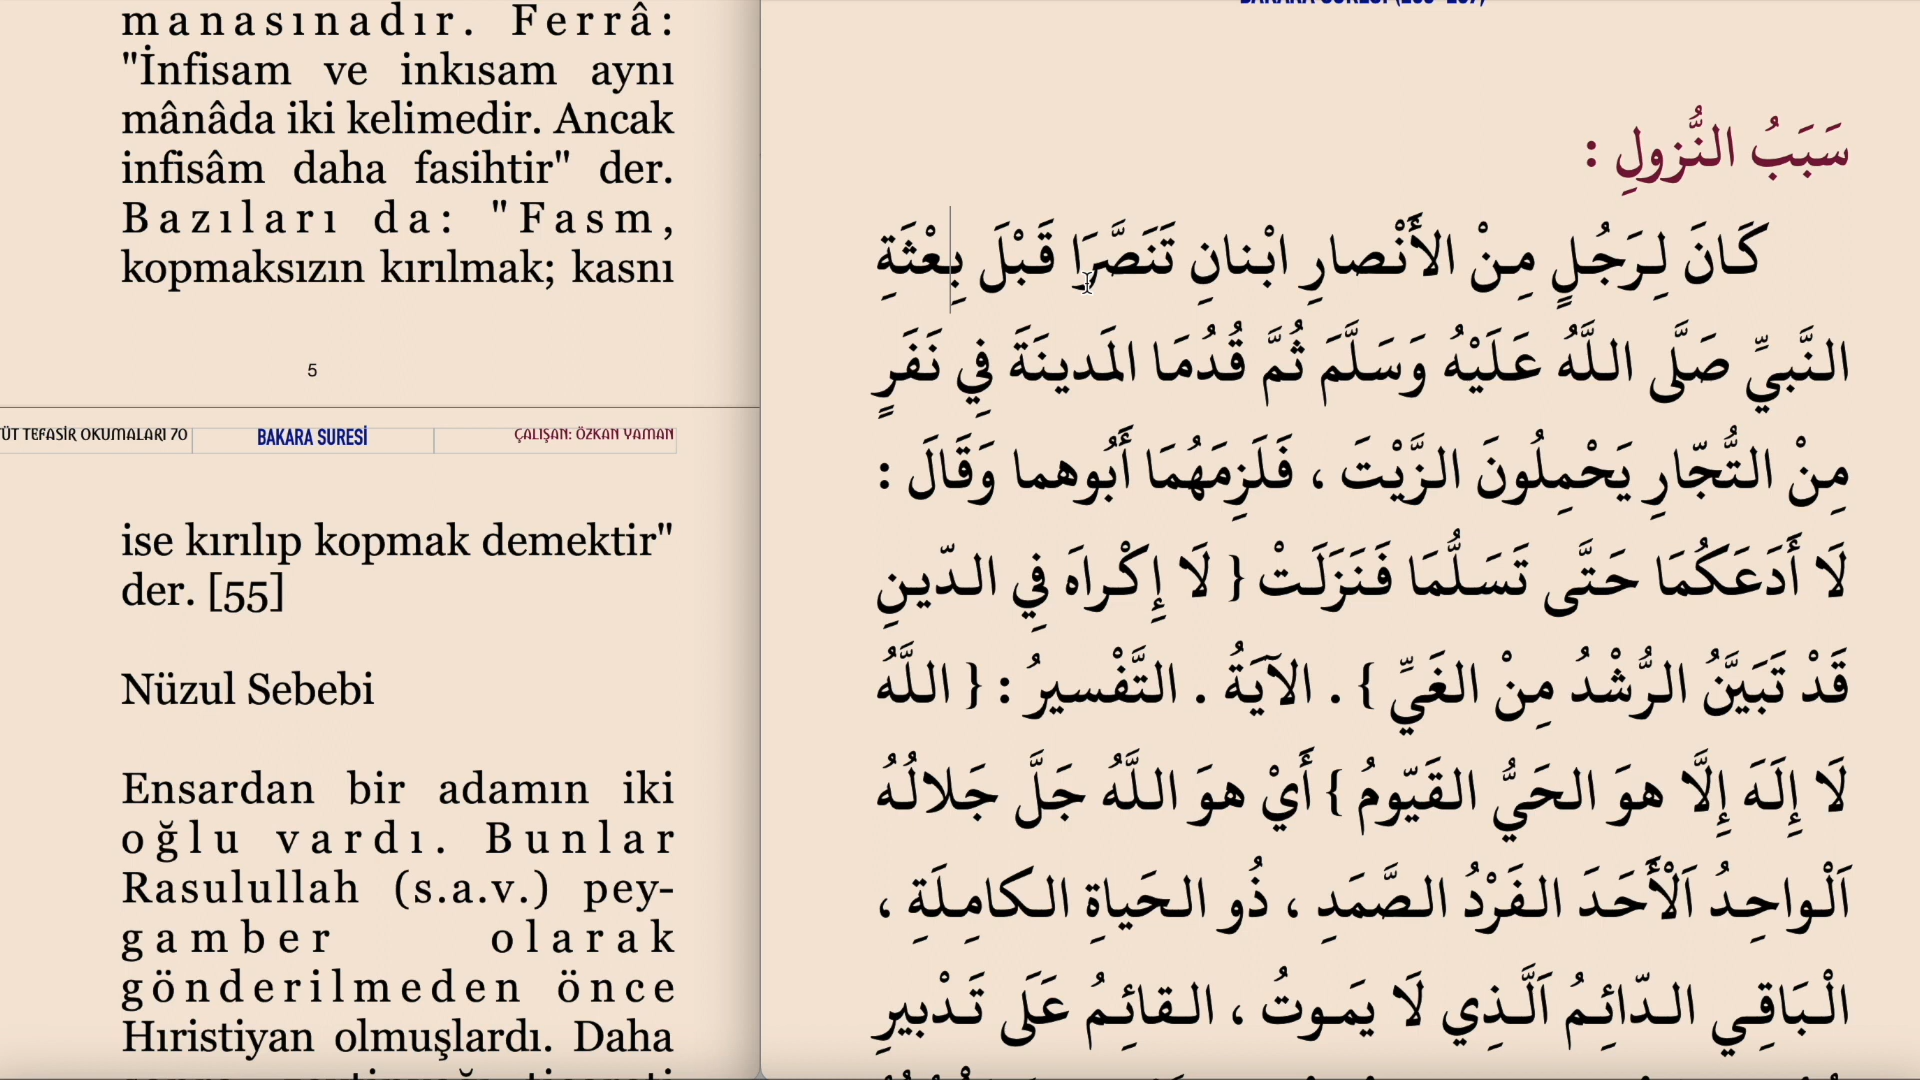 manasınadır. Ferrâ:
"İnfisam ve inkısam aynı
mânâda iki kelimedir. Ancak
infisâm daha fasihtir" der.
Bazıları da: "Fasm,
kopmaksızın kırılmak; kasnı
5
ÜT TEFASİR OKUMALARI 70
BAKARA SURESİ
ÇALIŞAN: ÖZKAN YAMAN
ise kırılıp kopmak demektir"
der. [55]
Nüzul Sebebi
Ensardan bir adamın iki
oğlu vardı. Bunlar
Rasulullah (s.a.v.) pey-
gamber olarak
gönderilmeden önce
Hıristiyan olmuşlardı. Daha
سَبَبُ النُّزولِ :
كَانَ لِرَجُلٍ مِنْ الأَنْصارِ ابْنانِ تَنَصَّرَا قَبْلَ بِعْثَةِ
النَّبيِّ صَلَّى اللَّهُ عَلَيْهُ وَسَلَّمَ ثُمَّ قُدُمَا المَدينَةَ فِي نَفَرٍ
مِنْ التُّجّارِ يَحْمِلُونَ الزَّيْتَ ، فَلَزِمَهُمَا أَبُوهما وَقَالَ :
لَا أَدَعَكُمَا حَتَّى تَسَلُّمَا فَنَزَلَتْ { لَا إِكْراهَ فِي الدّينِ
قَدْ تَبَيَّنُ الرُّشْدُ مِنْ الغَيِّ } . الآيَةُ . التَّفْسيرُ : { اللَّهُ
لَا إِلَهَ إِلَّا هوَ الحَيُّ القَيّومُ } أَيْ هوَ اللَّهُ جَلَّ جَلالُهُ
اَلْواحِدُ اَلْأَحَدَ الفَرْدُ الصَّمَدِ ، ذُو الحَياةِ الكامِلَةِ ،
الْبَاقِي الدّائِمُ اَلَّذِي لَا يَموتُ ، القائِمُ عَلَى تَدْبيرِ